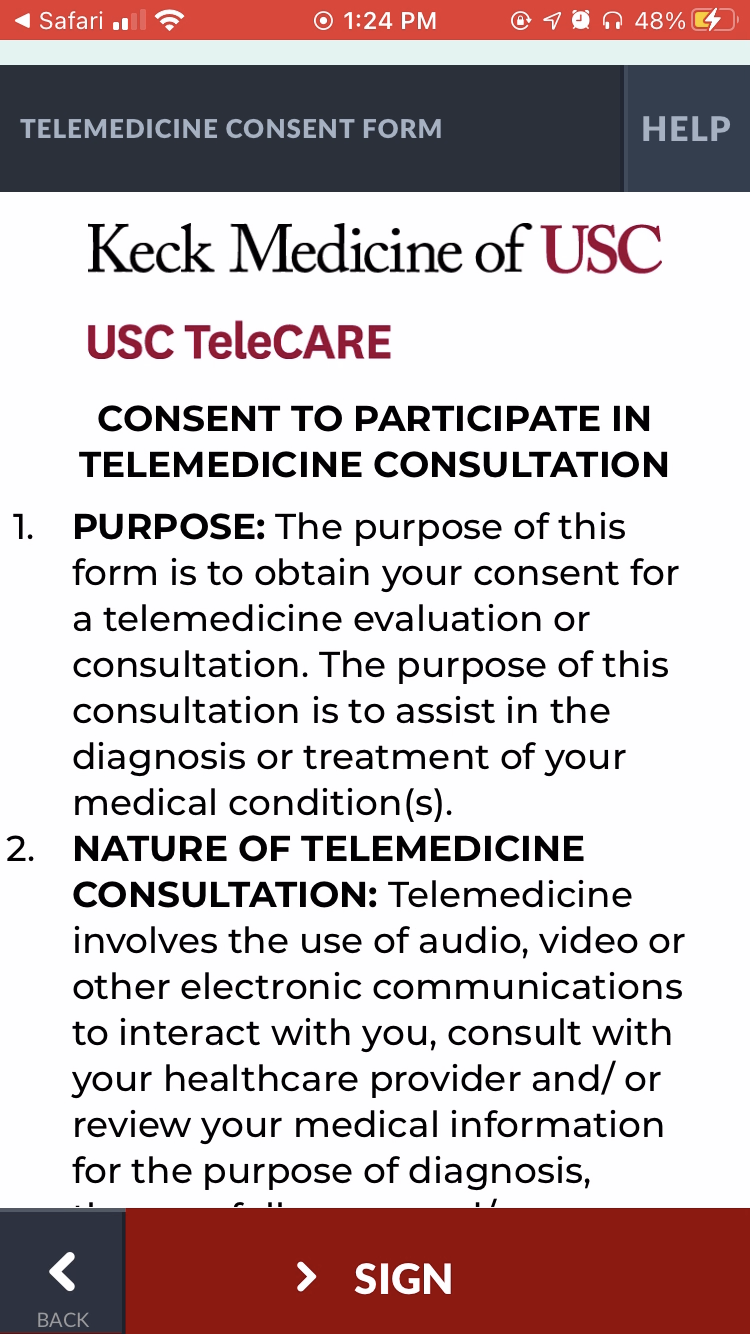 Safari
1:24 PM
48%
TELEMEDICINE CONSENT FORM
HELP
Keck Medicine of USC
USC TeleCARE
CONSENT TO PARTICIPATE IN
TELEMEDICINE CONSULTATION
1. PURPOSE: The purpose of this
form is to obtain your consent for
a telemedicine evaluation or
consultation. The purpose of this
consultation is to assist in the
diagnosis or treatment of your
medical condition(s).
2. NATURE OF TELEMEDICINE
CONSULTATION: Telemedicine
involves the use of audio, video or
other electronic communications
to interact with you, consult with
your healthcare provider and/ or
review your medical information
for the purpose of diagnosis,
BACK
SIGN